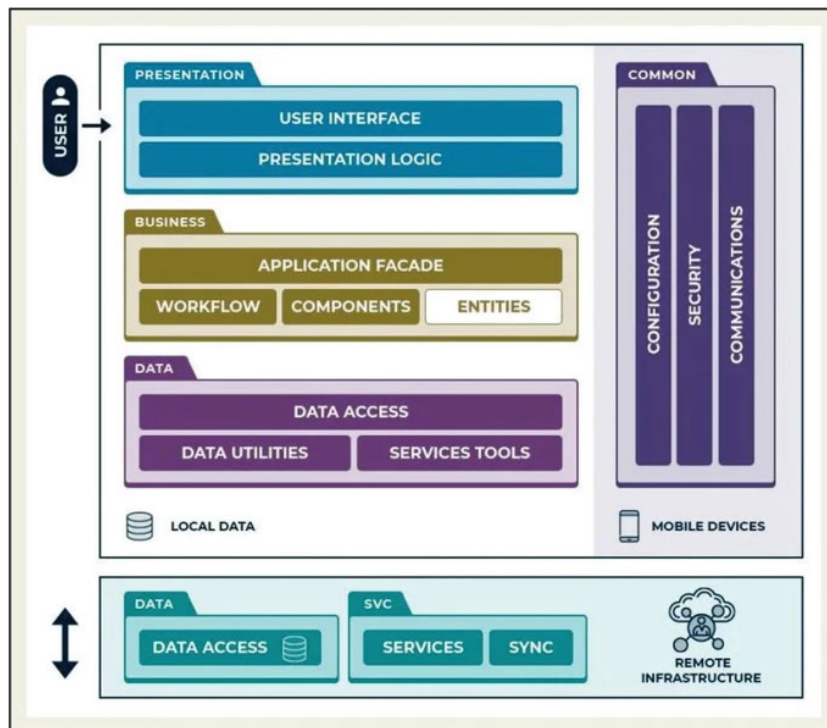 USER
PRESENTATION
USER INTERFACE
PRESENTATION LOGIC
BUSINESS
APPLICATION FACADE
WORKFLOW
COMPONENTS
ENTITIES
DATA
DATA ACCESS
DATA UTILITIES
SERVICES TOOLS
LOCAL DATA
COMMON
CONFIGURATION
SECURITY
COMMUNICATIONS
MOBILE DEVICES
DATA
DATA ACCESS
SVC
SERVICES
SYNC
REMOTE
INFRASTRUCTURE